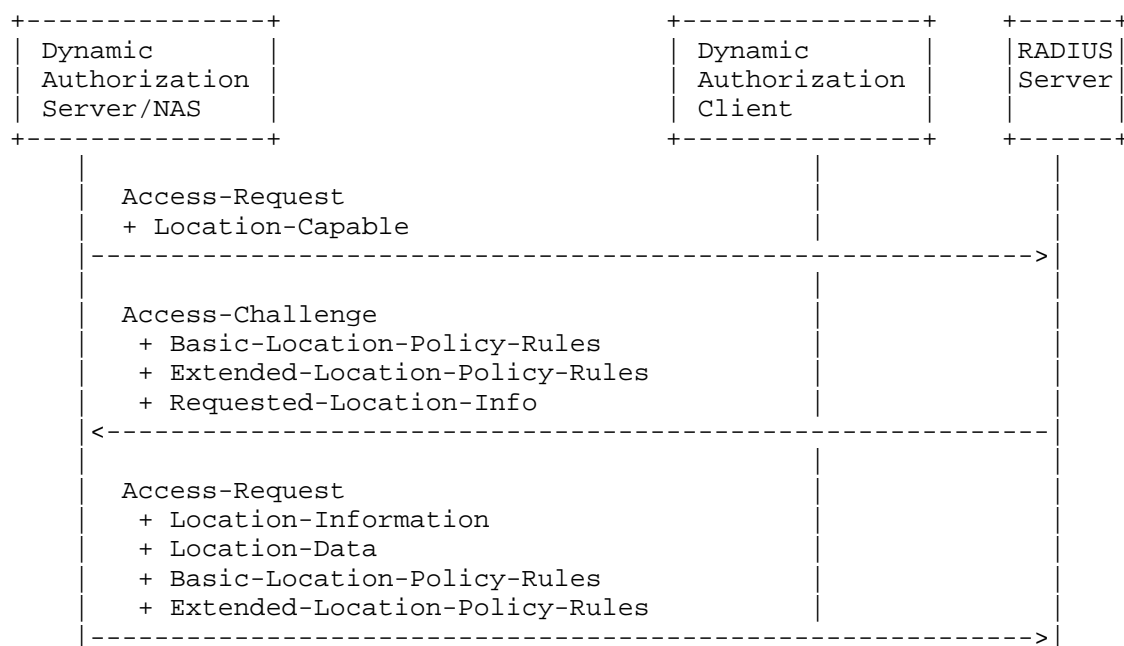 Dynamic Authorization Server/NAS
Dynamic Authorization Client
RADIUS Server
Access-Request
+ Location-Capable
Access-Challenge
+ Basic-Location-Policy-Rules
+ Extended-Location-Policy-Rules
+ Requested-Location-Info
Access-Request
+ Location-Information
+ Location-Data
+ Basic-Location-Policy-Rules
+ Extended-Location-Policy-Rules